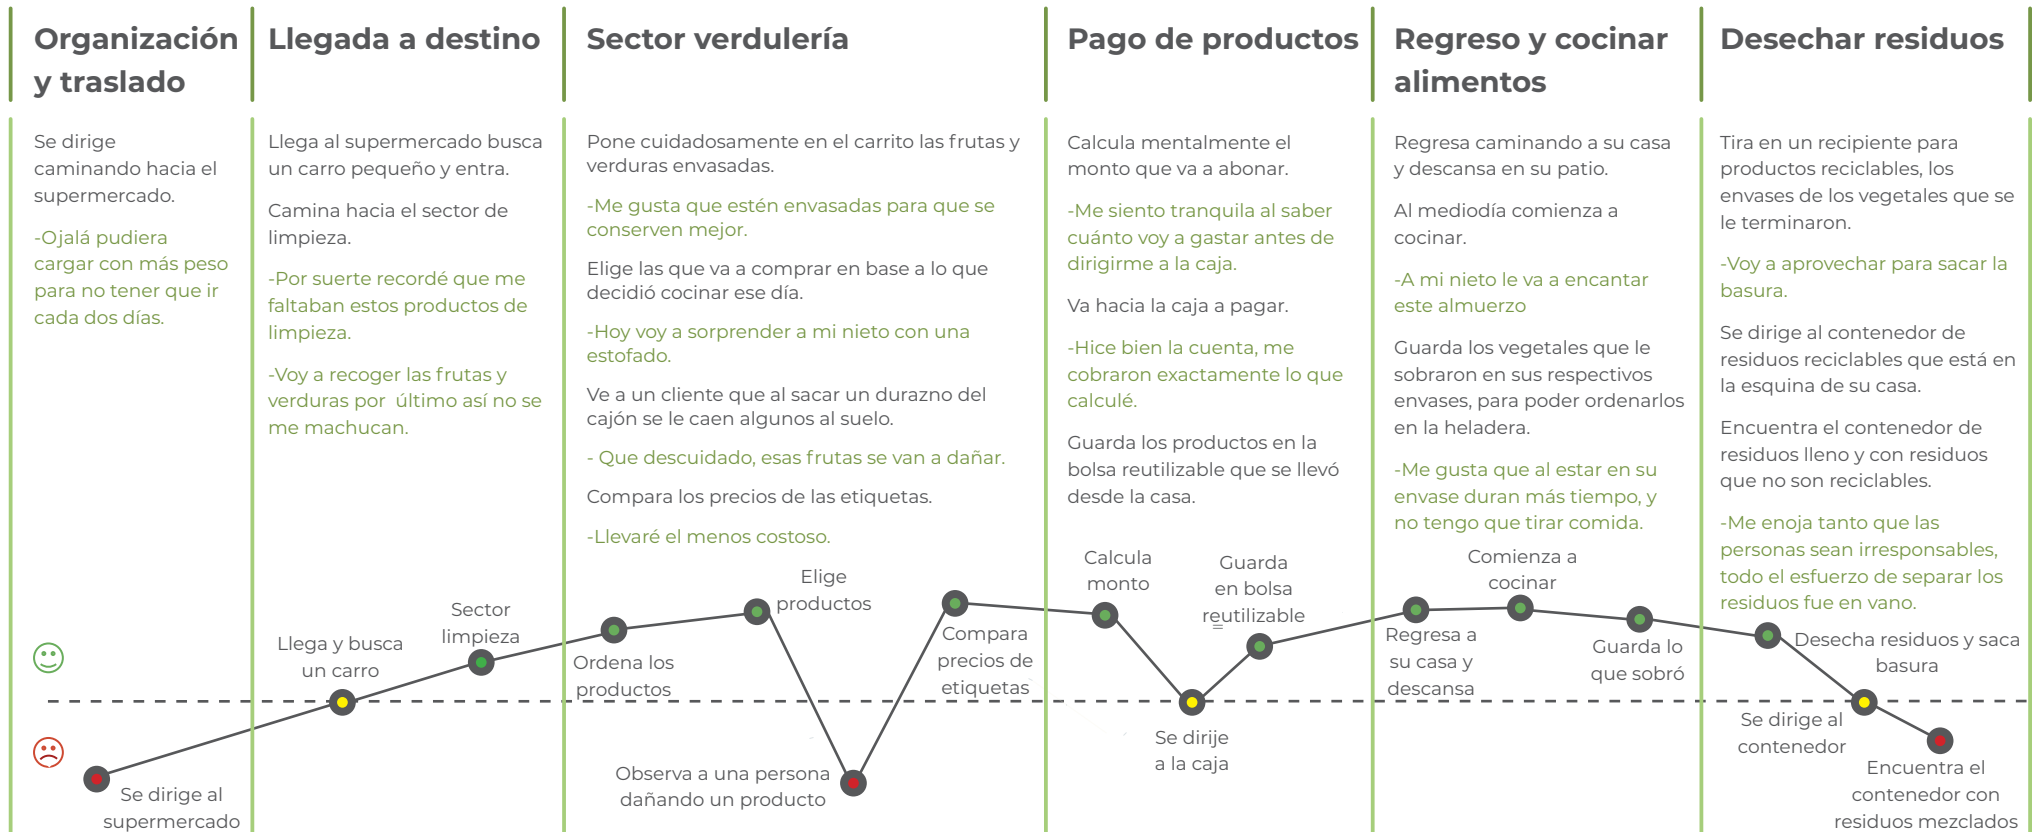 Organización
y traslado
Se dirige
caminando hacia el
supermercado.
-Ojalá pudiera
cargar con más peso
para no tener que ir
cada dos días.
Llegada a destino
Llega al supermercado busca
un carro pequeño y entra.
Camina hacia el sector de
limpieza.
-Por suerte recordé que me
faltaban estos productos de
limpieza.
-Voy a recoger las frutas y
verduras por  último así no se
me machucan.
Sector verdulería
Pone cuidadosamente en el carrito las frutas y
verduras envasadas.
-Me gusta que estén envasadas para que se
conserven mejor.
Elige las que va a comprar en base a lo que
decidió cocinar ese día.
-Hoy voy a sorprender a mi nieto con una
estofado.
Ve a un cliente que al sacar un durazno del
cajón se le caen algunos al suelo.
- Que descuidado, esas frutas se van a dañar.
Compara los precios de las etiquetas.
-Llevaré el menos costoso.
Pago de productos
Calcula mentalmente el
monto que va a abonar.
-Me siento tranquila al saber
cuánto voy a gastar antes de
dirigirme a la caja.
Va hacia la caja a pagar.
-Hice bien la cuenta, me
cobraron exactamente lo que
calculé.
Guarda los productos en la
bolsa reutilizable que se llevó
desde la casa.
Regreso y cocinar
alimentos
Regresa caminando a su casa
y descansa en su patio.
Al mediodía comienza a
cocinar.
-A mi nieto le va a encantar
este almuerzo
Guarda los vegetales que le
sobraron en sus respectivos
envases, para poder ordenarlos
en la heladera.
-Me gusta que al estar en su
envase duran más tiempo, y
no tengo que tirar comida.
Desechar residuos
Tira en un recipiente para
productos reciclables, los
envases de los vegetales que se
le terminaron.
-Voy a aprovechar para sacar la
basura.
Se dirige al contenedor de
residuos reciclables que está en
la esquina de su casa.
Encuentra el contenedor de
residuos lleno y con residuos
que no son reciclables.
-Me enoja tanto que las
personas sean irresponsables,
todo el esfuerzo de separar los
residuos fue en vano.
Se dirige al
supermercado
Llega y busca
un carro
Sector
limpieza
Ordena los
productos
Elige
productos
Observa a una persona
dañando un producto
Compara
precios de
etiquetas
Calcula
monto
Se dirije
a la caja
Guarda
en bolsa
reutilizable
Regresa a
su casa y
descansa
Comienza a
cocinar
Guarda lo
que sobró
Desecha residuos y saca
basura
Se dirige al
contenedor
Encuentra el
contenedor con
residuos mezclados